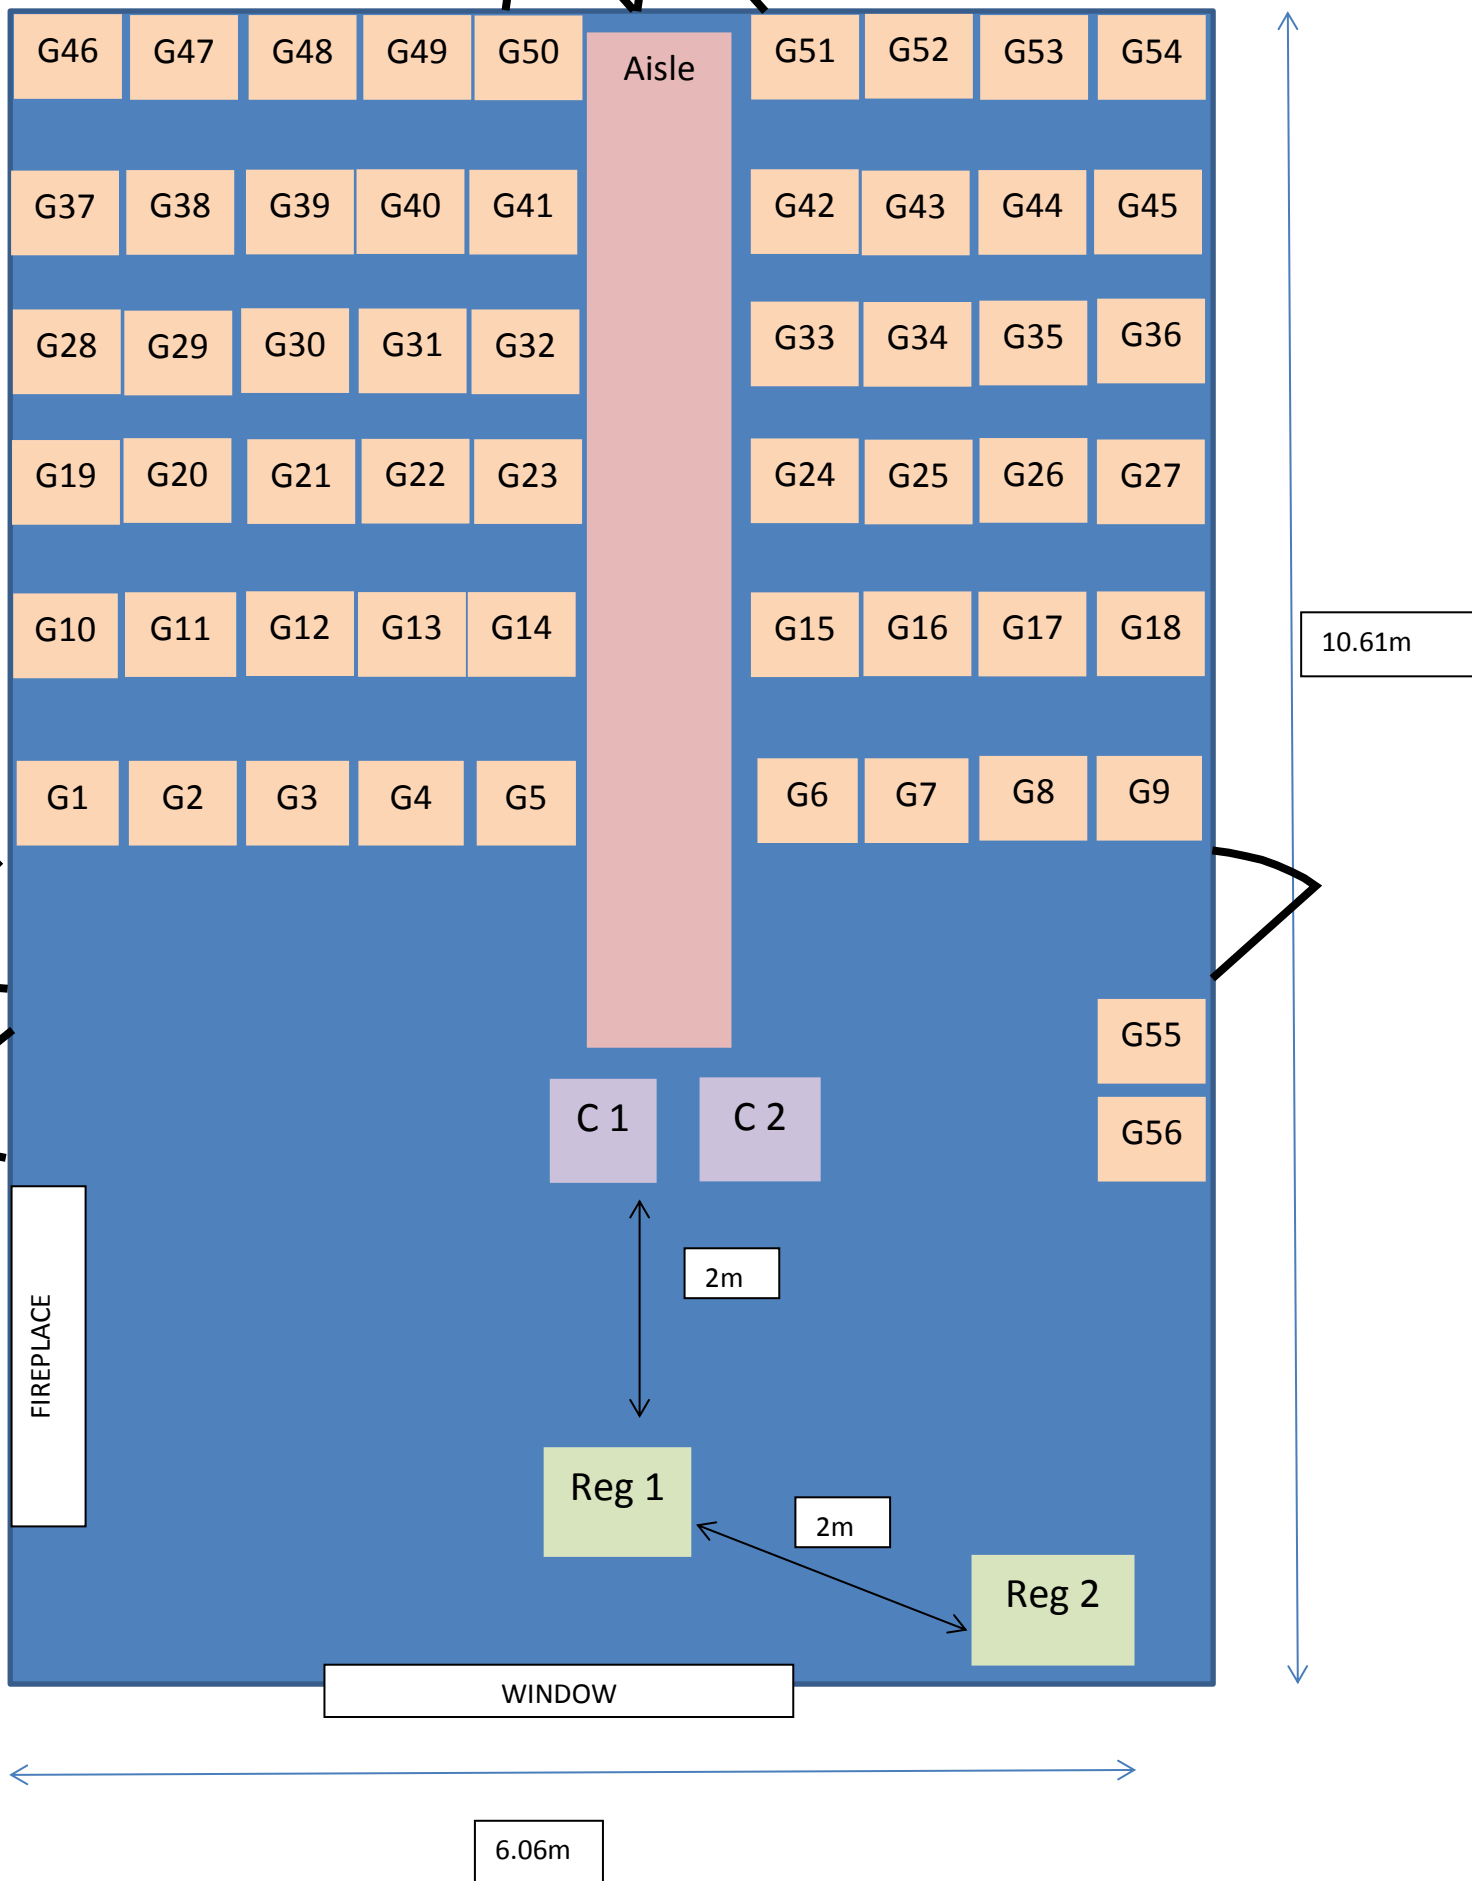 G46 G47 G48 G49 G50 Aisle G51 G52 G53 G54
G37 G38 G39 G40 G41 G42 G43 G44 G45
G28 G29 G30 G31 G32 G33 G34 G35 G36
G19 G20 G21 G22 G23 G24 G25 G26 G27
G10 G11 G12 G13 G14 G15 G16 G17 G18
10.61m
G1 G2 G3 G4 G5 G6 G7 G8 G9
G55
C 1 C 2
G56
2m
FIREPLACE
Reg 1
2m
Reg 2
WINDOW
6.06m